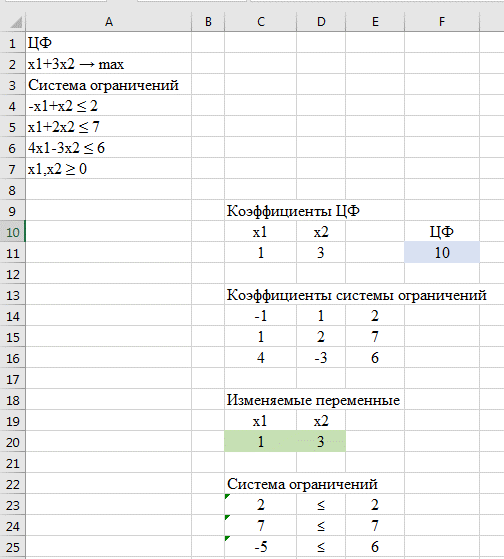 A B C D E F
1 ЦФ
2 x1+3x2 → max
3 Система ограничений
4 -x1+x2 ≤ 2
5 x1+2x2 ≤ 7
6 4x1-3x2 ≤ 6
7 x1,x2 ≥ 0
8
9 Коэффициенты ЦФ
10 x1 x2 ЦФ
11 1 3 10
12
13 Коэффициенты системы ограничений
14 -1 1 2
15 1 2 7
16 4 -3 6
17
18 Изменяемые переменные
19 x1 x2
20 1 3
21
22 Система ограничений
23 2 ≤ 2
24 7 ≤ 7
25 -5 ≤ 6